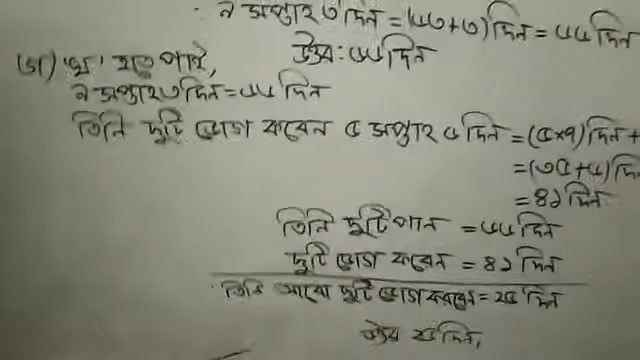 ৯ সপ্তাহ ৩ দিন = (৬৩+৩) দিন = ৬৬ দিন
উত্তর: ৬৬ দিন
'খ' হতে পাই,
৯ সপ্তাহ ৩ দিন = ৬৬ দিন
তিনি ছুটি ভোগ করেন ৫ সপ্তাহ ৬ দিন = (৫×৭) দিন +
= (৩৫+৬) দি
= ৪১ দিন
তিনি ছুটি পান = ৬৬ দিন
ছুটি ভোগ করেন = ৪১ দিন
তিনি আরো ছুটি ভোগ করবেন = ২৫ দিন
উত্তর ২৫ দিন,